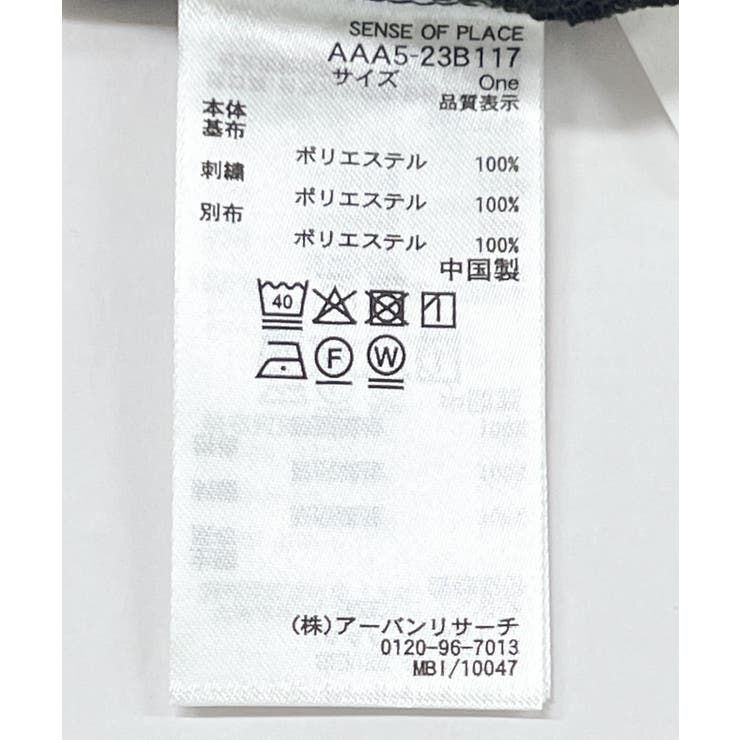 SENSE OF PLACE
AAA5-23B117
サイズ One
品質表示
本体
基布 ポリエステル 100%
刺繍 ポリエステル 100%
別布 ポリエステル 100%
中国製
40
F W
(株)アーバンリサーチ
0120-96-7013
MBI/10047